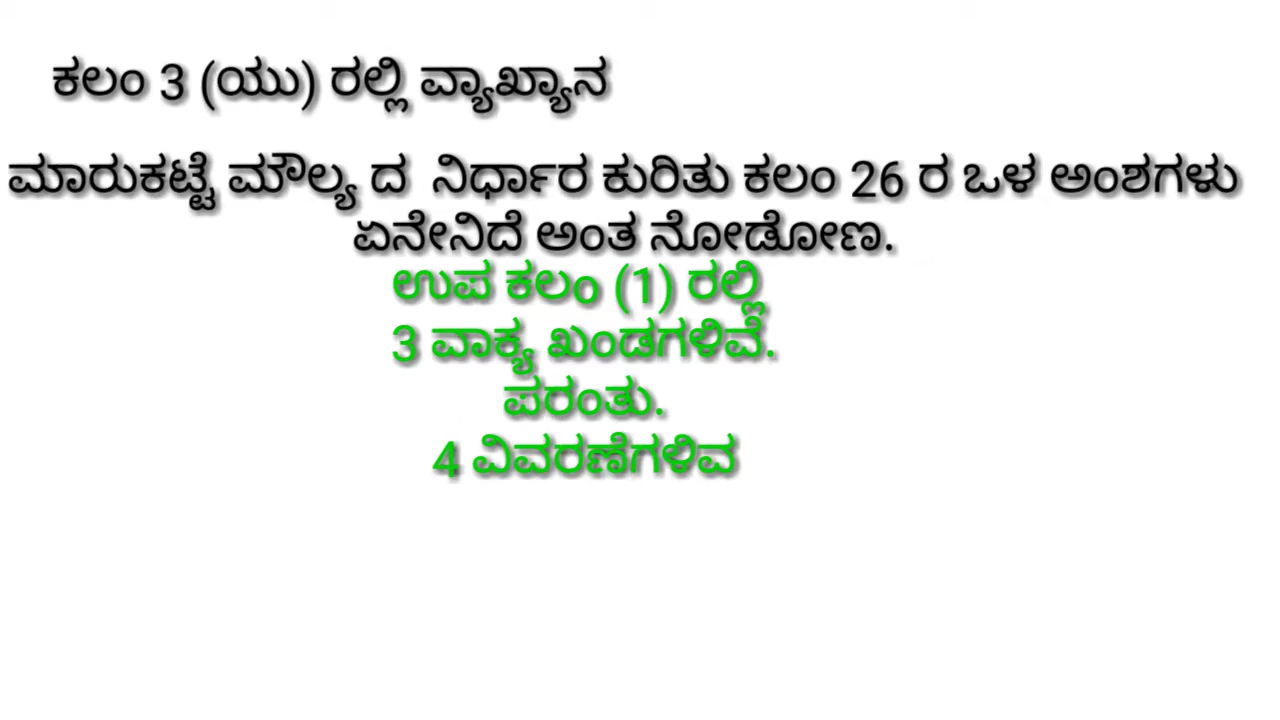 ಕಲಂ 3 (ಯು) ರಲ್ಲಿ ವ್ಯಾಖ್ಯಾನ
ಮಾರುಕಟ್ಟೆ ಮೌಲ್ಯ ದ ನಿರ್ಧಾರ ಕುರಿತು ಕಲಂ 26 ರ ಒಳ ಅಂಶಗಳು
ಏನೇನಿದೆ ಅಂತ ನೋಡೋಣ.
ಉಪ ಕಲಂ (1) ರಲ್ಲಿ
3 ವಾಕ್ಯ ಖಂಡಗಳಿವೆ.
ಪರಂತು.
4 ವಿವರಣೆಗಳಿವ